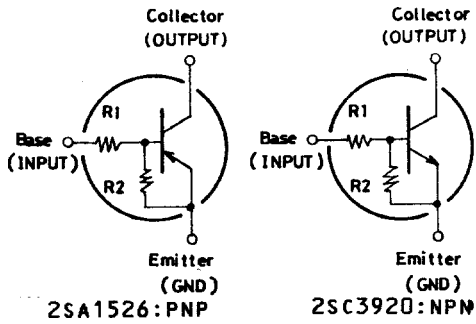 Collector
(OUTPUT)
R1
Base
(INPUT)
R2
Emitter
(GND)
2SA1526:PNP
Collector
(OUTPUT)
R1
Base
(INPUT)
R2
Emitter
(GND)
2SC3920:NPN